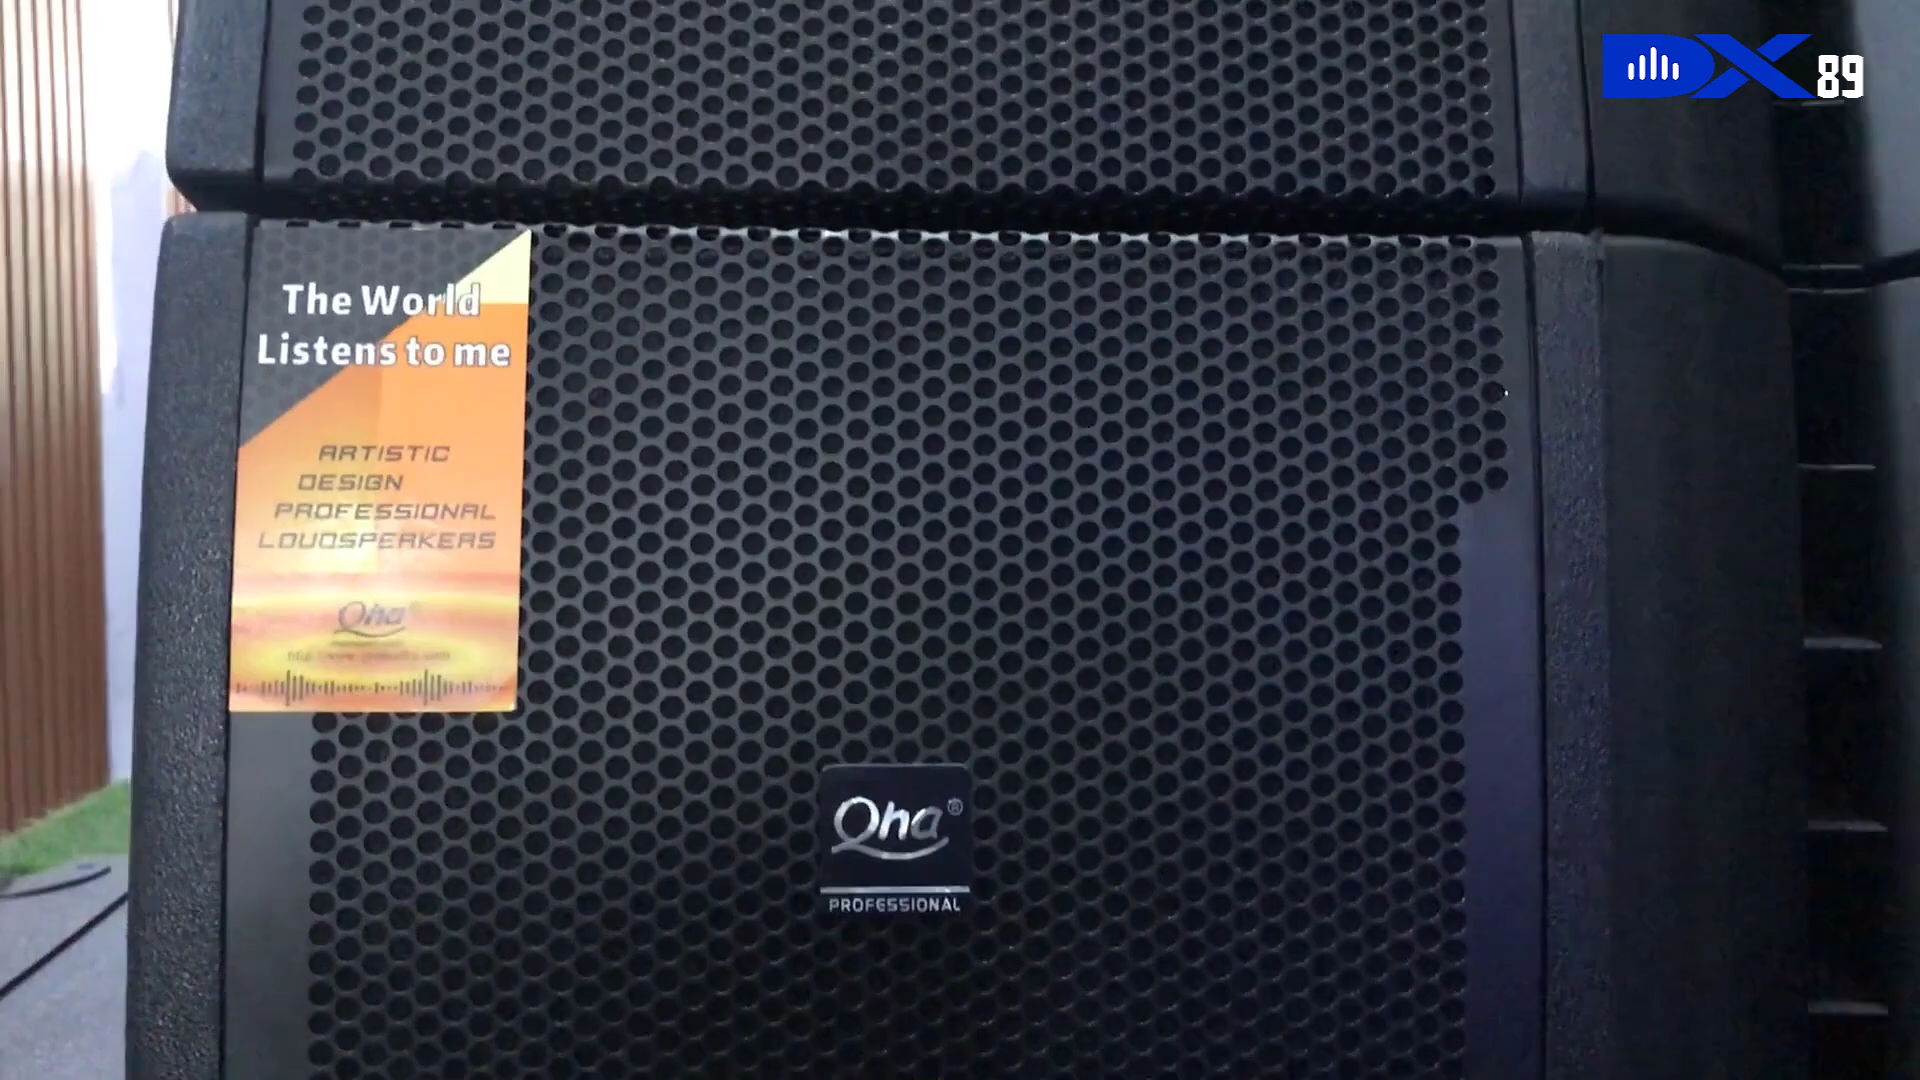 DX 89
The World
Listens to me
ARTISTIC
DESIGN
PROFESSIONAL
LOUDSPEAKERS
Qha
Qha®
PROFESSIONAL